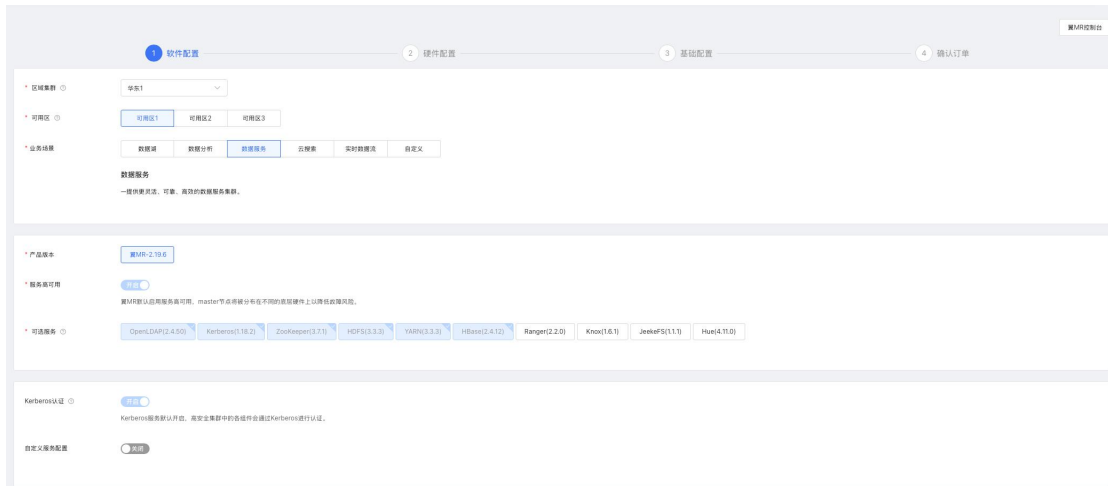 翼MR控制台
1 软件配置
2 硬件配置
3 基础配置
4 确认订单
* 区域集群
华东1
* 可用区
可用区1 可用区2 可用区3
* 业务场景
数据湖 数据分析 数据服务 云搜索 实时数据流 自定义
数据服务
—提供更灵活、可靠、高效的数据服务集群。
* 产品版本
翼MR-2.19.6
* 服务高可用
开启
翼MR默认启用服务高可用，master节点将被分布在不同的底层硬件上以降低故障风险。
* 可选服务
OpenLDAP(2.4.50) Kerberos(1.18.2) ZooKeeper(3.7.1) HDFS(3.3.3) YARN(3.3.3) HBase(2.4.12) Ranger(2.2.0) Knox(1.6.1) JeekeFS(1.1.1) Hue(4.11.0)
Kerberos认证
开启
Kerberos服务默认开启，高安全集群中的各组件会通过Kerberos进行认证。
自定义服务配置
关闭